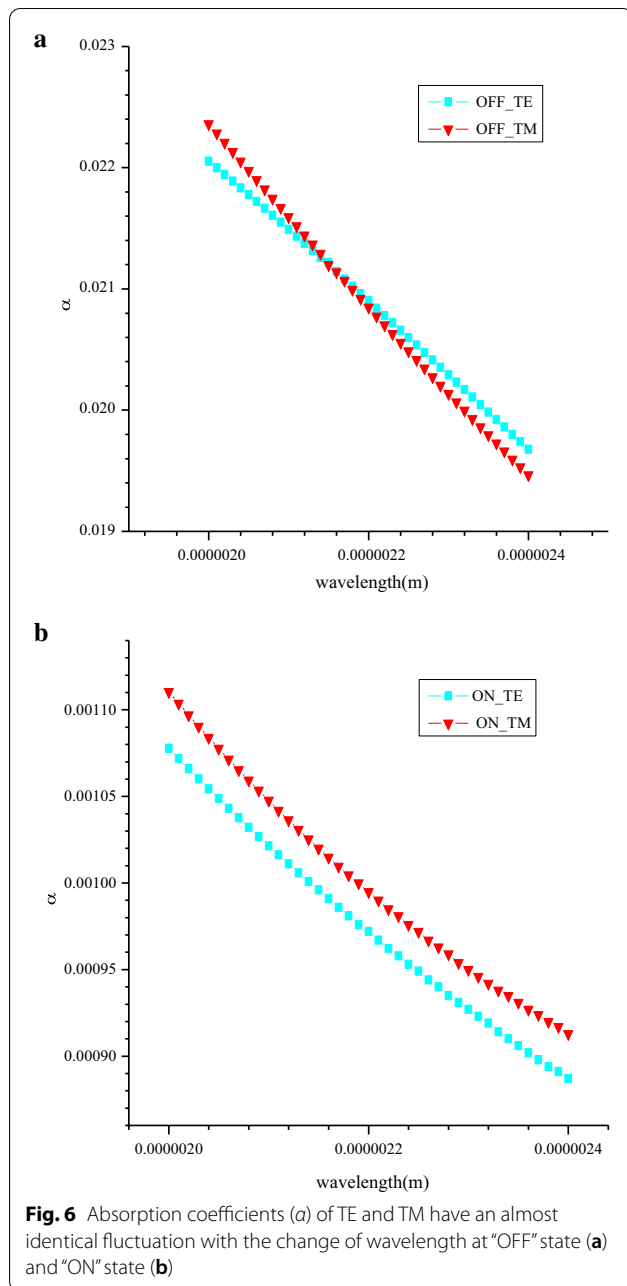 a
0.023
0.022
0.021
0.020
0.019
α
OFF_TE
OFF_TM
0.0000020
0.0000022
0.0000024
wavelength(m)
b
0.00110
0.00105
0.00100
0.00095
0.00090
α
ON_TE
ON_TM
0.0000020
0.0000022
0.0000024
wavelength(m)
Fig. 6 Absorption coefficients (α) of TE and TM have an almost
identical fluctuation with the change of wavelength at “OFF” state (a)
and “ON” state (b)